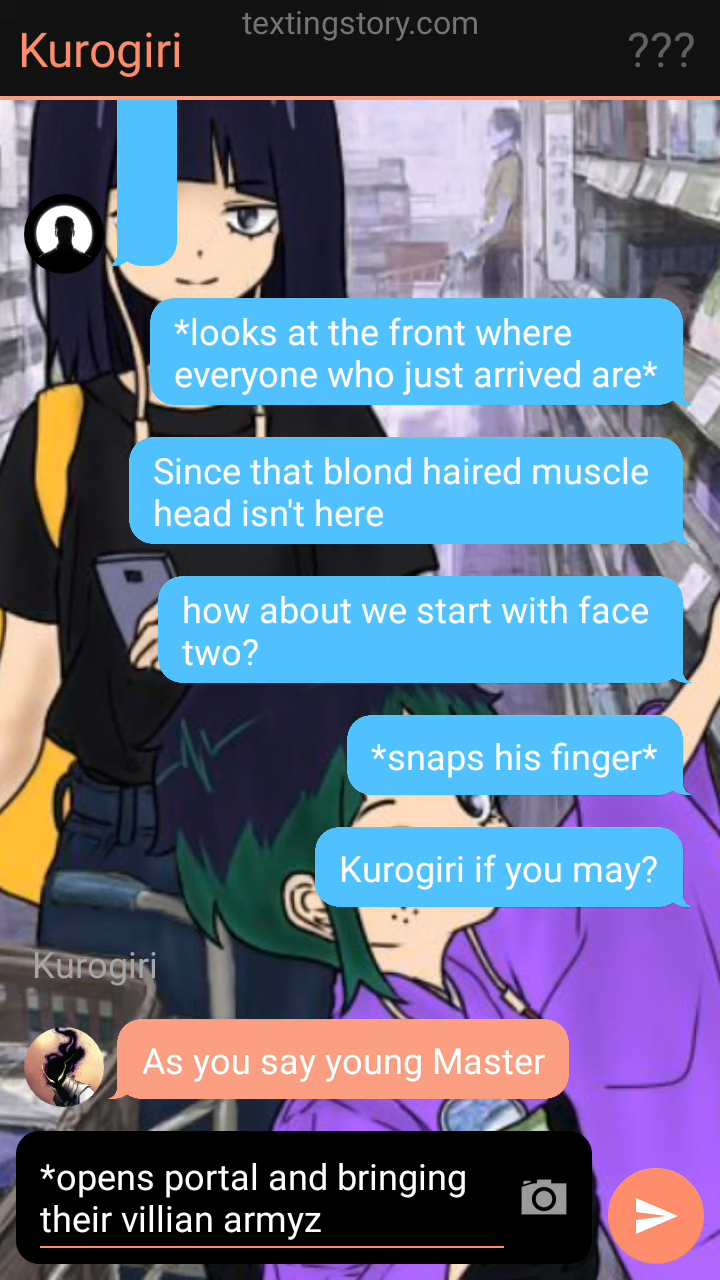 textingstory.com
Kurogiri
???
*looks at the front where
everyone who just arrived are*
Since that blond haired muscle
head isn't here
how about we start with face
two?
*snaps his finger*
Kurogiri if you may?
Kurogiri
As you say young Master
*opens portal and bringing
their villian armyz